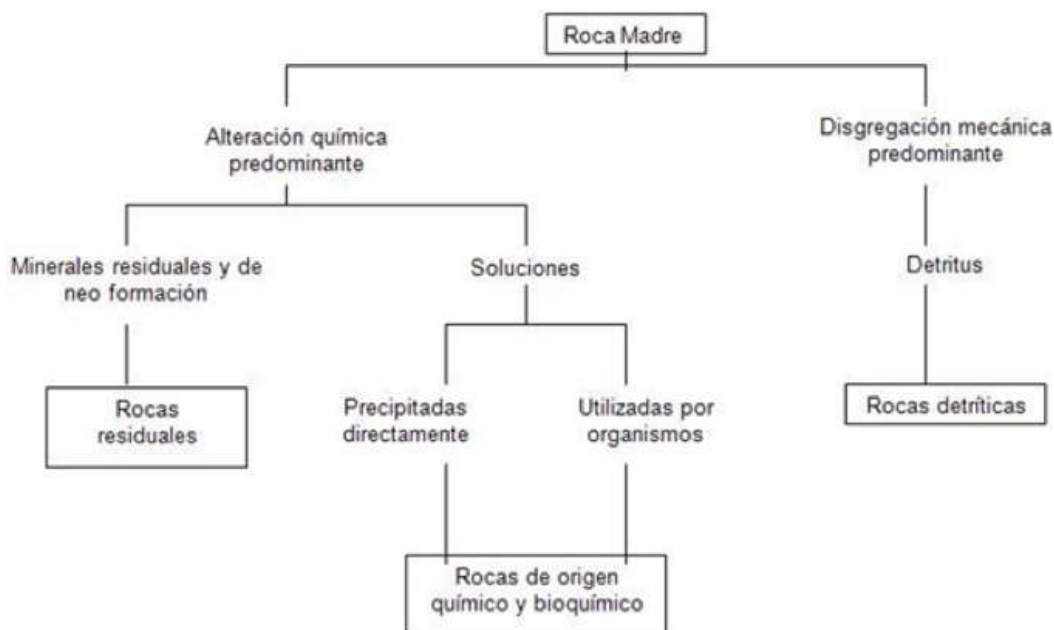 Roca Madre
Alteración química
predominante
Disgregación mecánica
predominante
Minerales residuales y de
neo formación
Soluciones
Detritus
Rocas
residuales
Precipitadas
directamente
Utilizadas por
organismos
Rocas detríticas
Rocas de origen
químico y bioquímico